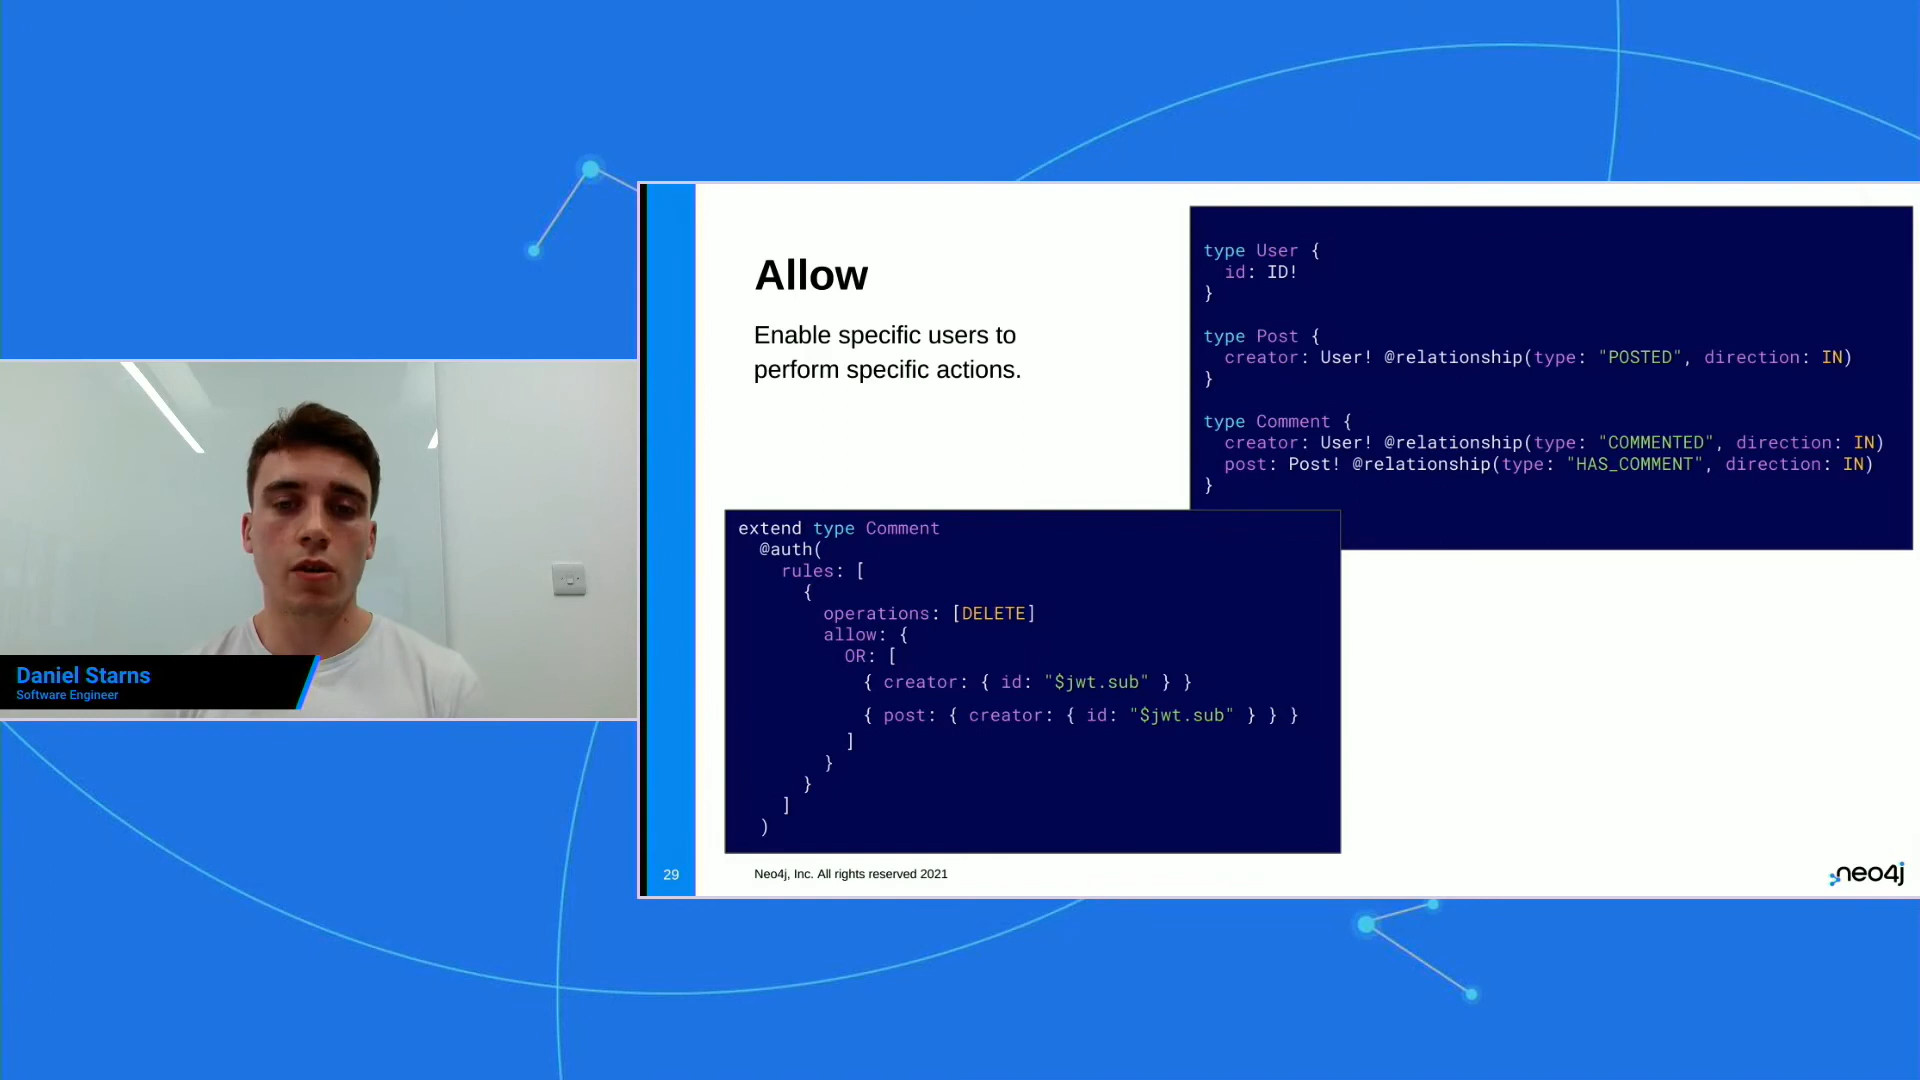 Daniel Starns
Software Engineer
Allow
Enable specific users to
perform specific actions.
type User {
  id: ID!
}
type Post {
  creator: User! @relationship(type: "POSTED", direction: IN)
}
type Comment {
  creator: User! @relationship(type: "COMMENTED", direction: IN)
  post: Post! @relationship(type: "HAS_COMMENT", direction: IN)
}
extend type Comment
  @auth(
    rules: [
      {
        operations: [DELETE]
        allow: {
          OR: [
            { creator: { id: "$jwt.sub" } }
            { post: { creator: { id: "$jwt.sub" } } }
          ]
        }
      }
    ]
  )
29
Neo4j, Inc. All rights reserved 2021
neo4j